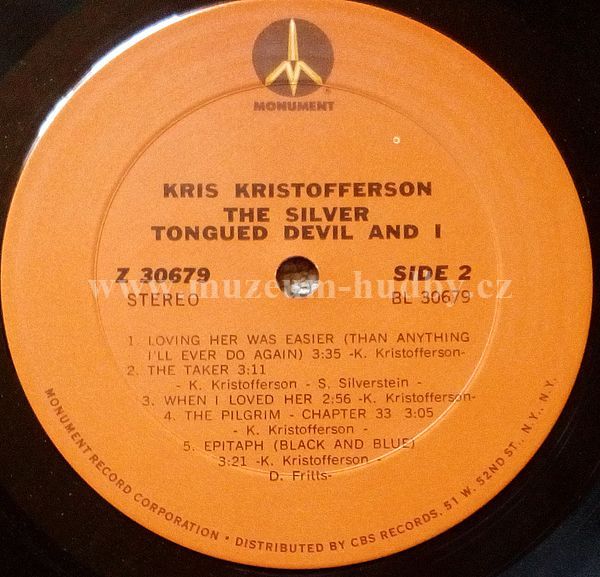 MONUMENT
KRIS KRISTOFFERSON
THE SILVER
TONGUED DEVIL AND I
Z 30679 SIDE 2
www.muzeum-hudby.cz
STEREO BL 30679
1. LOVING HER WAS EASIER (THAN ANYTHING
I'LL EVER DO AGAIN) 3:35 -K. Kristofferson-
2. THE TAKER 3:11
- K. Kristofferson - S. Silverstein -
3. WHEN I LOVED HER 2:56 -K. Kristofferson-
4. THE PILGRIM - CHAPTER 33 3:05
- K. Kristofferson -
5. EPITAPH (BLACK AND BLUE)
3:21 -K. Kristofferson -
D. Fritts-
MONUMENT RECORD CORPORATION • DISTRIBUTED BY CBS RECORDS, 51 W. 52ND ST., N.Y., N.Y.